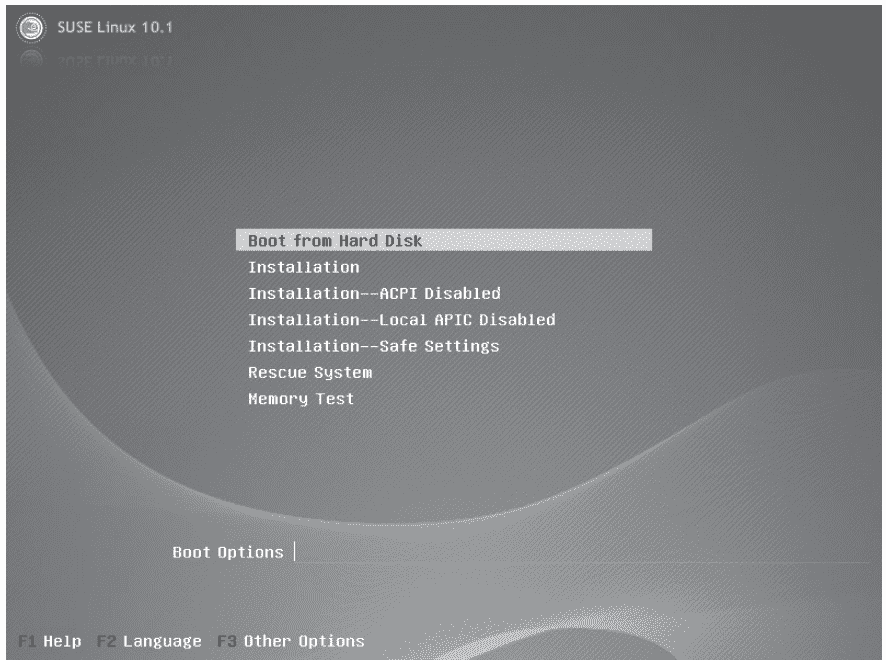 SUSE Linux 10.1
Boot from Hard Disk
Installation
Installation--ACPI Disabled
Installation--Local APIC Disabled
Installation--Safe Settings
Rescue System
Memory Test
Boot Options
F1 Help F2 Language F3 Other Options